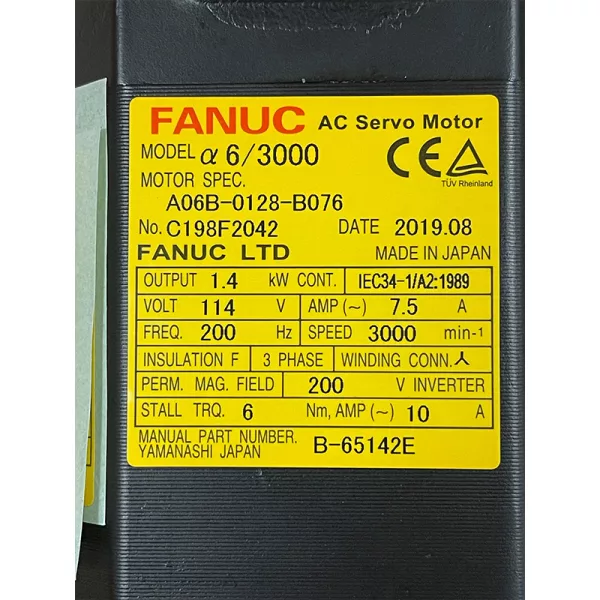 FANUC AC Servo Motor
MODEL α 6/3000
TÜV Rheinland
MOTOR SPEC.
A06B-0128-B076
No. C198F2042 DATE 2019.08
FANUC LTD MADE IN JAPAN
OUTPUT 1.4 kW CONT. IEC34-1/A2:1989
VOLT 114 V AMP (~) 7.5 A
FREQ. 200 Hz SPEED 3000 min-1
INSULATION F 3 PHASE WINDING CONN. 人
PERM. MAG. FIELD 200 V INVERTER
STALL TRQ. 6 Nm, AMP (~) 10 A
MANUAL PART NUMBER. B-65142E
YAMANASHI JAPAN